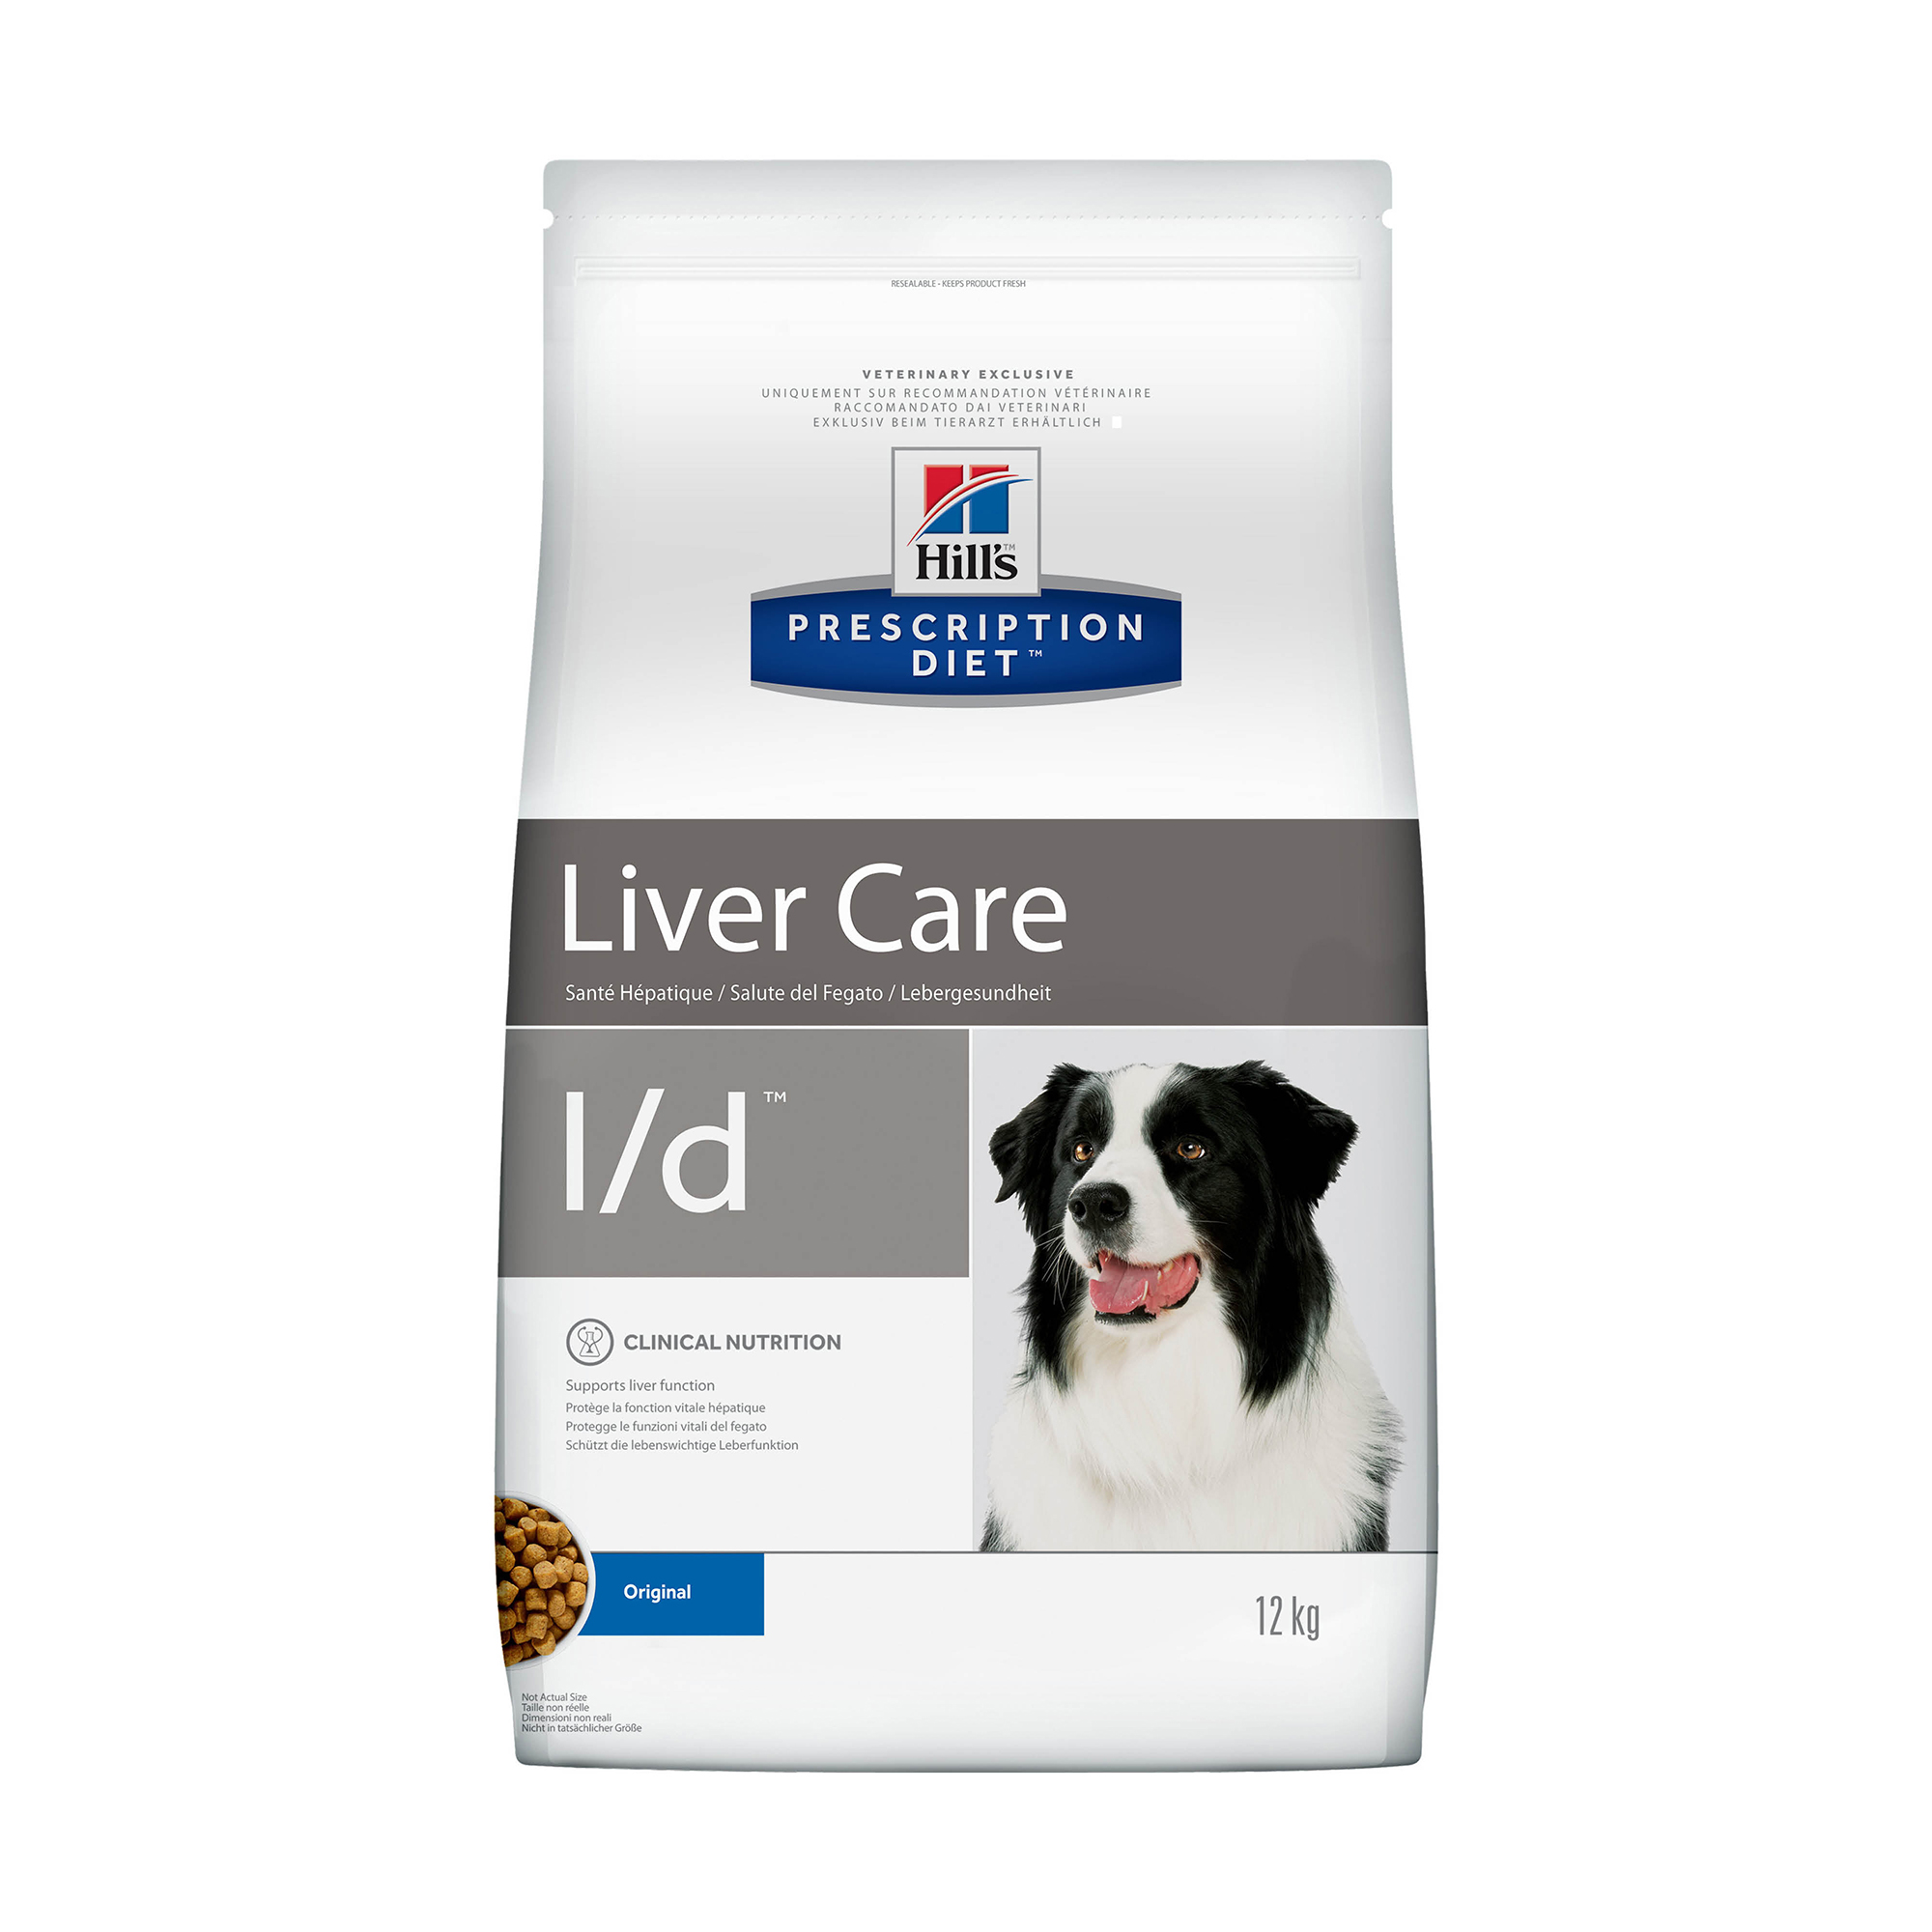 RESEALABLE - KEEPS PRODUCT FRESH
VETERINARY EXCLUSIVE
UNIQUEMENT SUR RECOMMANDATION VÉTÉRINAIRE
RACCOMANDATO DAI VETERINARI
EXKLUSIV BEIM TIERARZT ERHÄLTLICH
Hill's™
PRESCRIPTION
DIET™
Liver Care
Santé Hépatique / Salute del Fegato / Lebergesundheit
l/d™
CLINICAL NUTRITION
Supports liver function
Protège la fonction vitale hépatique
Protegge le funzioni vitali del fegato
Schützt die lebenswichtige Leberfunktion
Original
12 kg
Not Actual Size
Taille non réelle
Dimensioni non reali
Nicht in tatsächlicher Größe